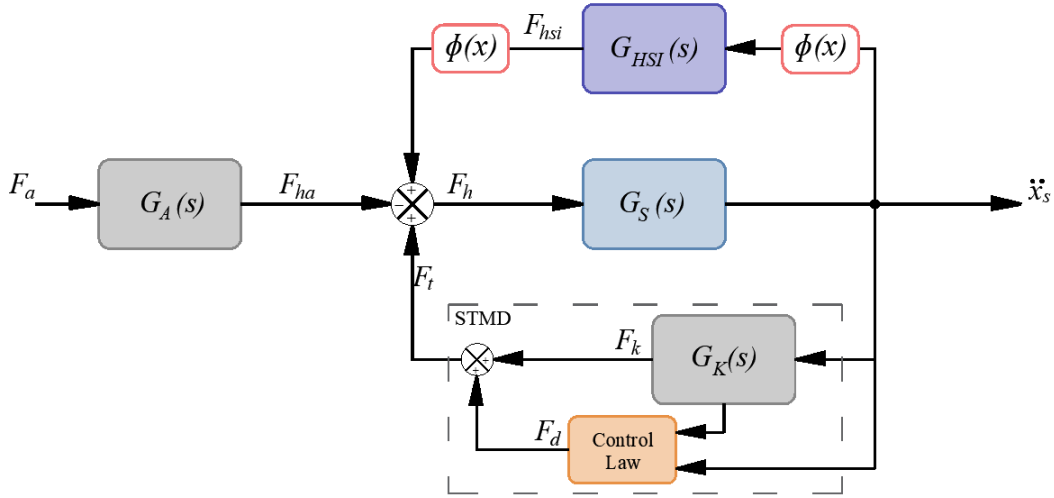 F_hsi
ϕ(x)
G_HSI(s)
ϕ(x)
F_a
G_A(s)
F_ha
+
−
+
F_h
G_S(s)
ẍ_s
F_t
STMD
F_k
G_K(s)
+
+
F_d
Control
Law